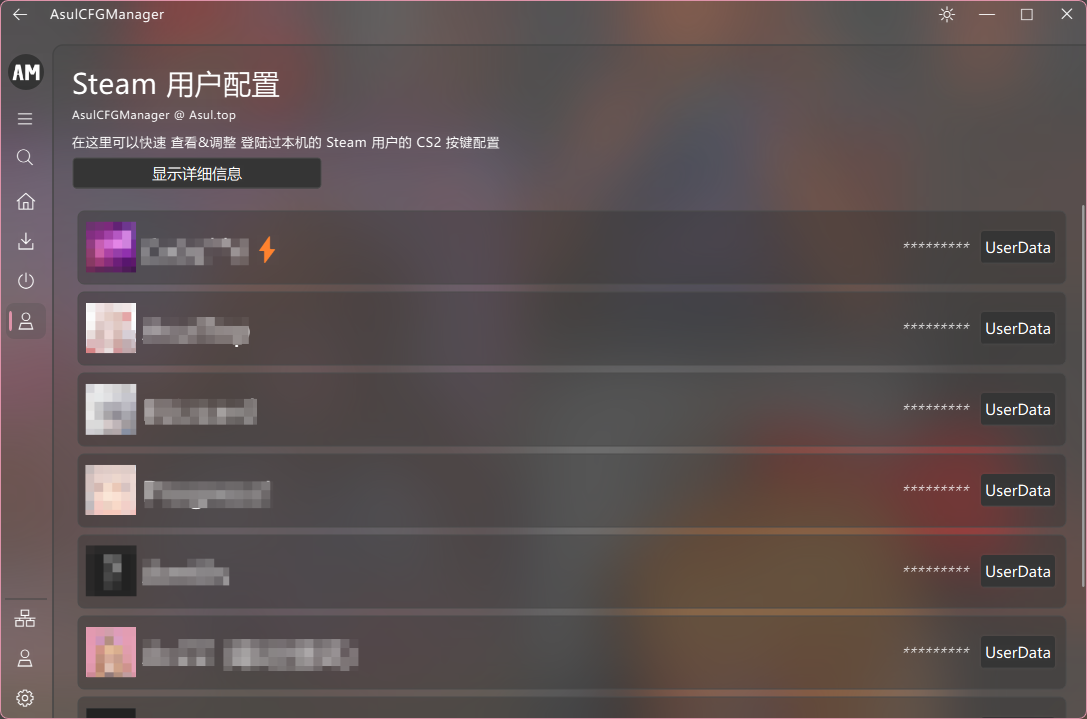 AsulCFGManager
AM
Steam 用户配置
AsulCFGManager @ Asul.top
在这里可以快速 查看&调整 登陆过本机的 Steam 用户的 CS2 按键配置
显示详细信息
********* UserData
********* UserData
********* UserData
********* UserData
********* UserData
********* UserData